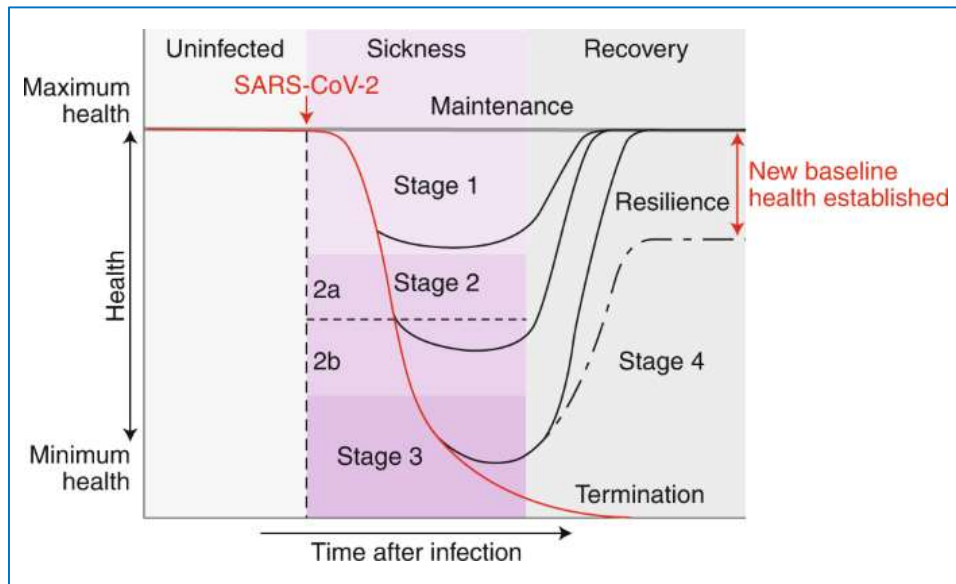 Uninfected
Sickness
Recovery
SARS-CoV-2
Maximum
health
Maintenance
Stage 1
Resilience
New baseline
health established
Health
2a
Stage 2
2b
Stage 4
Minimum
health
Stage 3
Termination
Time after infection